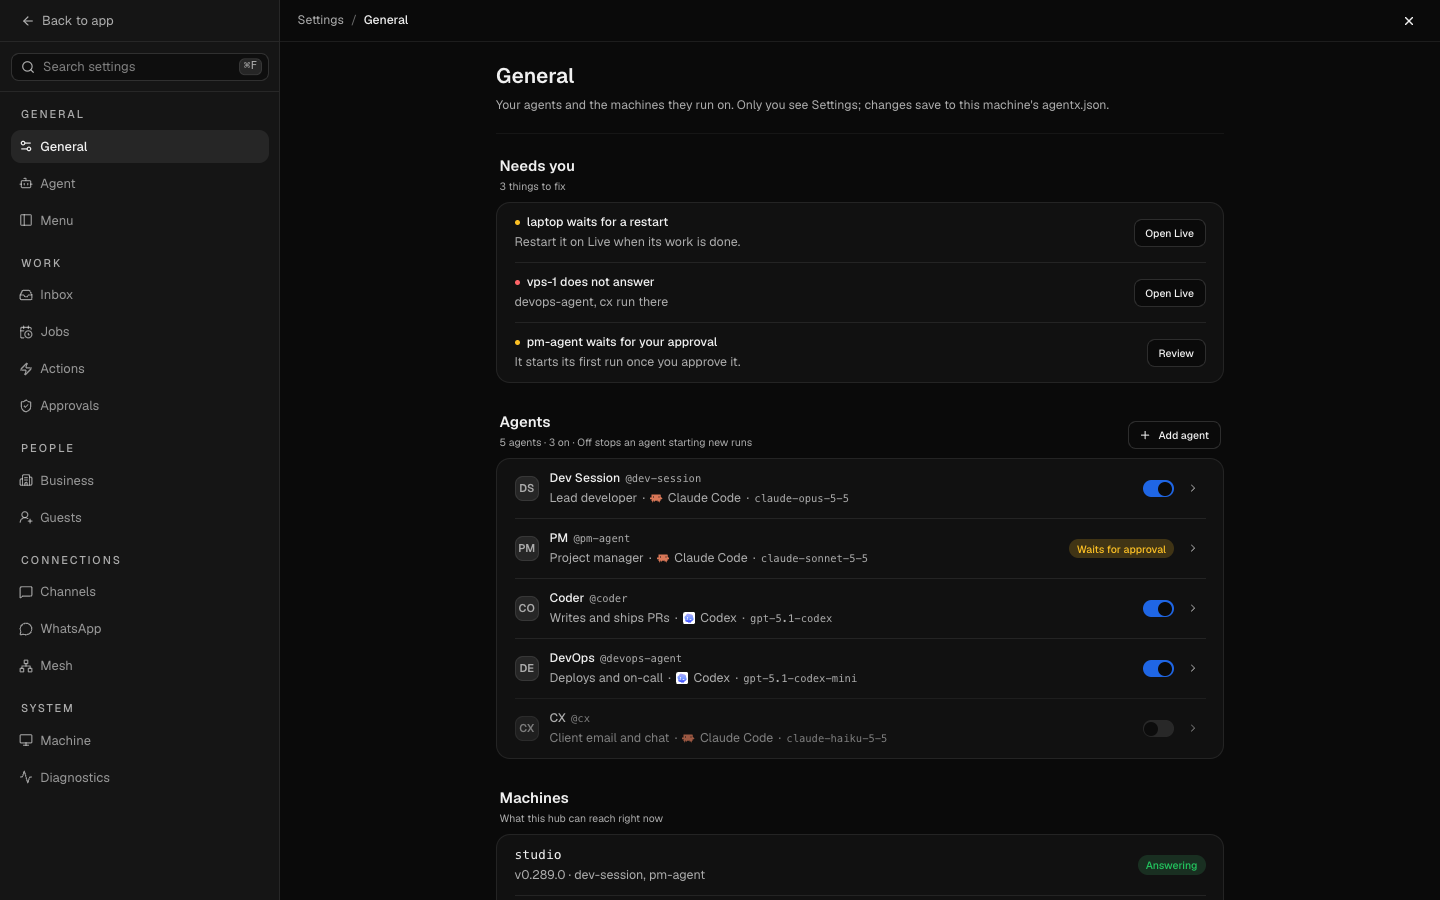 Back to app
Settings / General
Search settings
⌘F
GENERAL
General
Agent
Menu
WORK
Inbox
Jobs
Actions
Approvals
PEOPLE
Business
Guests
CONNECTIONS
Channels
WhatsApp
Mesh
SYSTEM
Machine
Diagnostics
General
Your agents and the machines they run on. Only you see Settings; changes save to this machine's agentx.json.
Needs you
3 things to fix
laptop waits for a restart
Restart it on Live when its work is done.
Open Live
vps-1 does not answer
devops-agent, cx run there
Open Live
pm-agent waits for your approval
It starts its first run once you approve it.
Review
Agents
5 agents · 3 on · Off stops an agent starting new runs
Add agent
DS
Dev Session @dev-session
Lead developer · Claude Code · claude-opus-5-5
PM
PM @pm-agent
Project manager · Claude Code · claude-sonnet-5-5
Waits for approval
CO
Coder @coder
Writes and ships PRs · Codex · gpt-5.1-codex
DE
DevOps @devops-agent
Deploys and on-call · Codex · gpt-5.1-codex-mini
CX
CX @cx
Client email and chat · Claude Code · claude-haiku-5-5
Machines
What this hub can reach right now
studio
v0.289.0 · dev-session, pm-agent
Answering